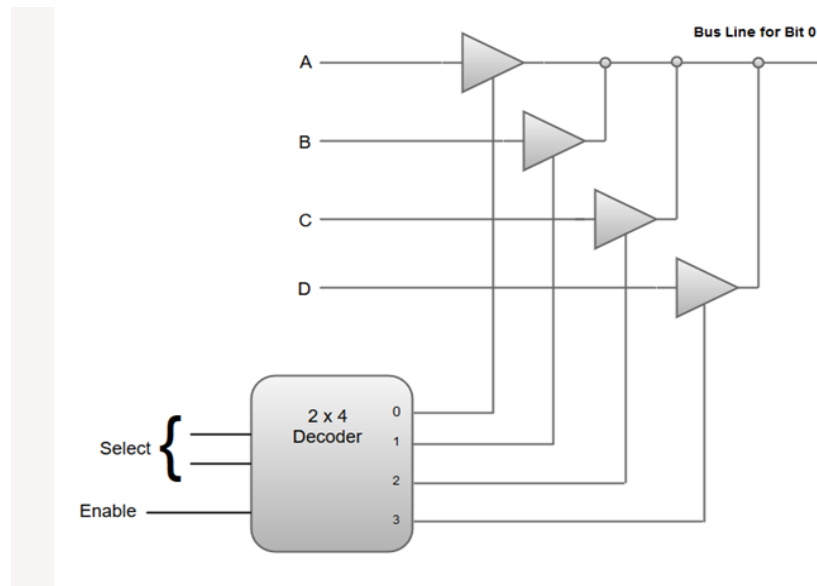 Bus Line for Bit 0
A
B
C
D
2 x 4
Decoder
0
1
2
3
Select {
Enable